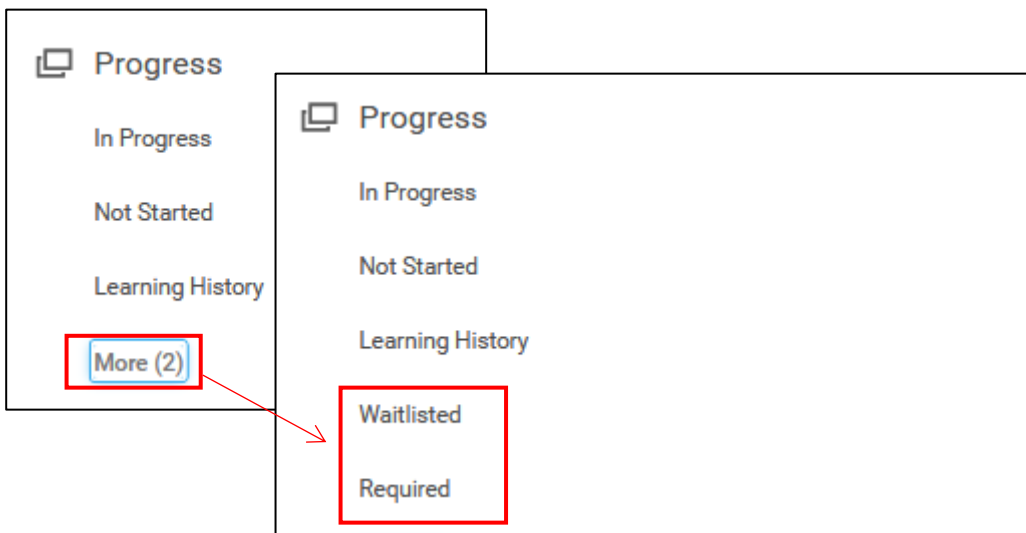 Progress
In Progress
Not Started
Learning History
More (2)
Progress
In Progress
Not Started
Learning History
Waitlisted
Required